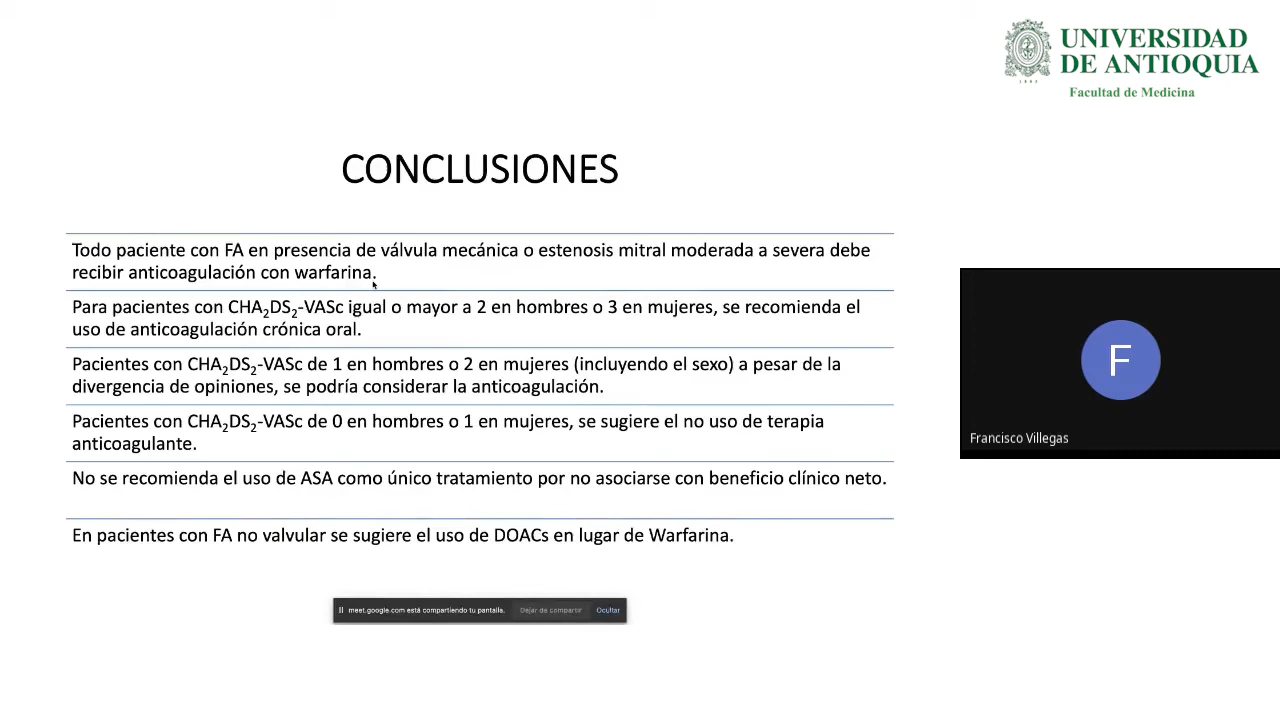 UNIVERSIDAD
DE ANTIOQUIA
1803
Facultad de Medicina
CONCLUSIONES
Todo paciente con FA en presencia de válvula mecánica o estenosis mitral moderada a severa debe
recibir anticoagulación con warfarina.
Para pacientes con CHA₂DS₂-VASc igual o mayor a 2 en hombres o 3 en mujeres, se recomienda el
uso de anticoagulación crónica oral.
Pacientes con CHA₂DS₂-VASc de 1 en hombres o 2 en mujeres (incluyendo el sexo) a pesar de la
divergencia de opiniones, se podría considerar la anticoagulación.
Pacientes con CHA₂DS₂-VASc de 0 en hombres o 1 en mujeres, se sugiere el no uso de terapia
anticoagulante.
No se recomienda el uso de ASA como único tratamiento por no asociarse con beneficio clínico neto.
En pacientes con FA no valvular se sugiere el uso de DOACs en lugar de Warfarina.
F
Francisco Villegas
meet.google.com está compartiendo tu pantalla. Dejar de compartir Ocultar